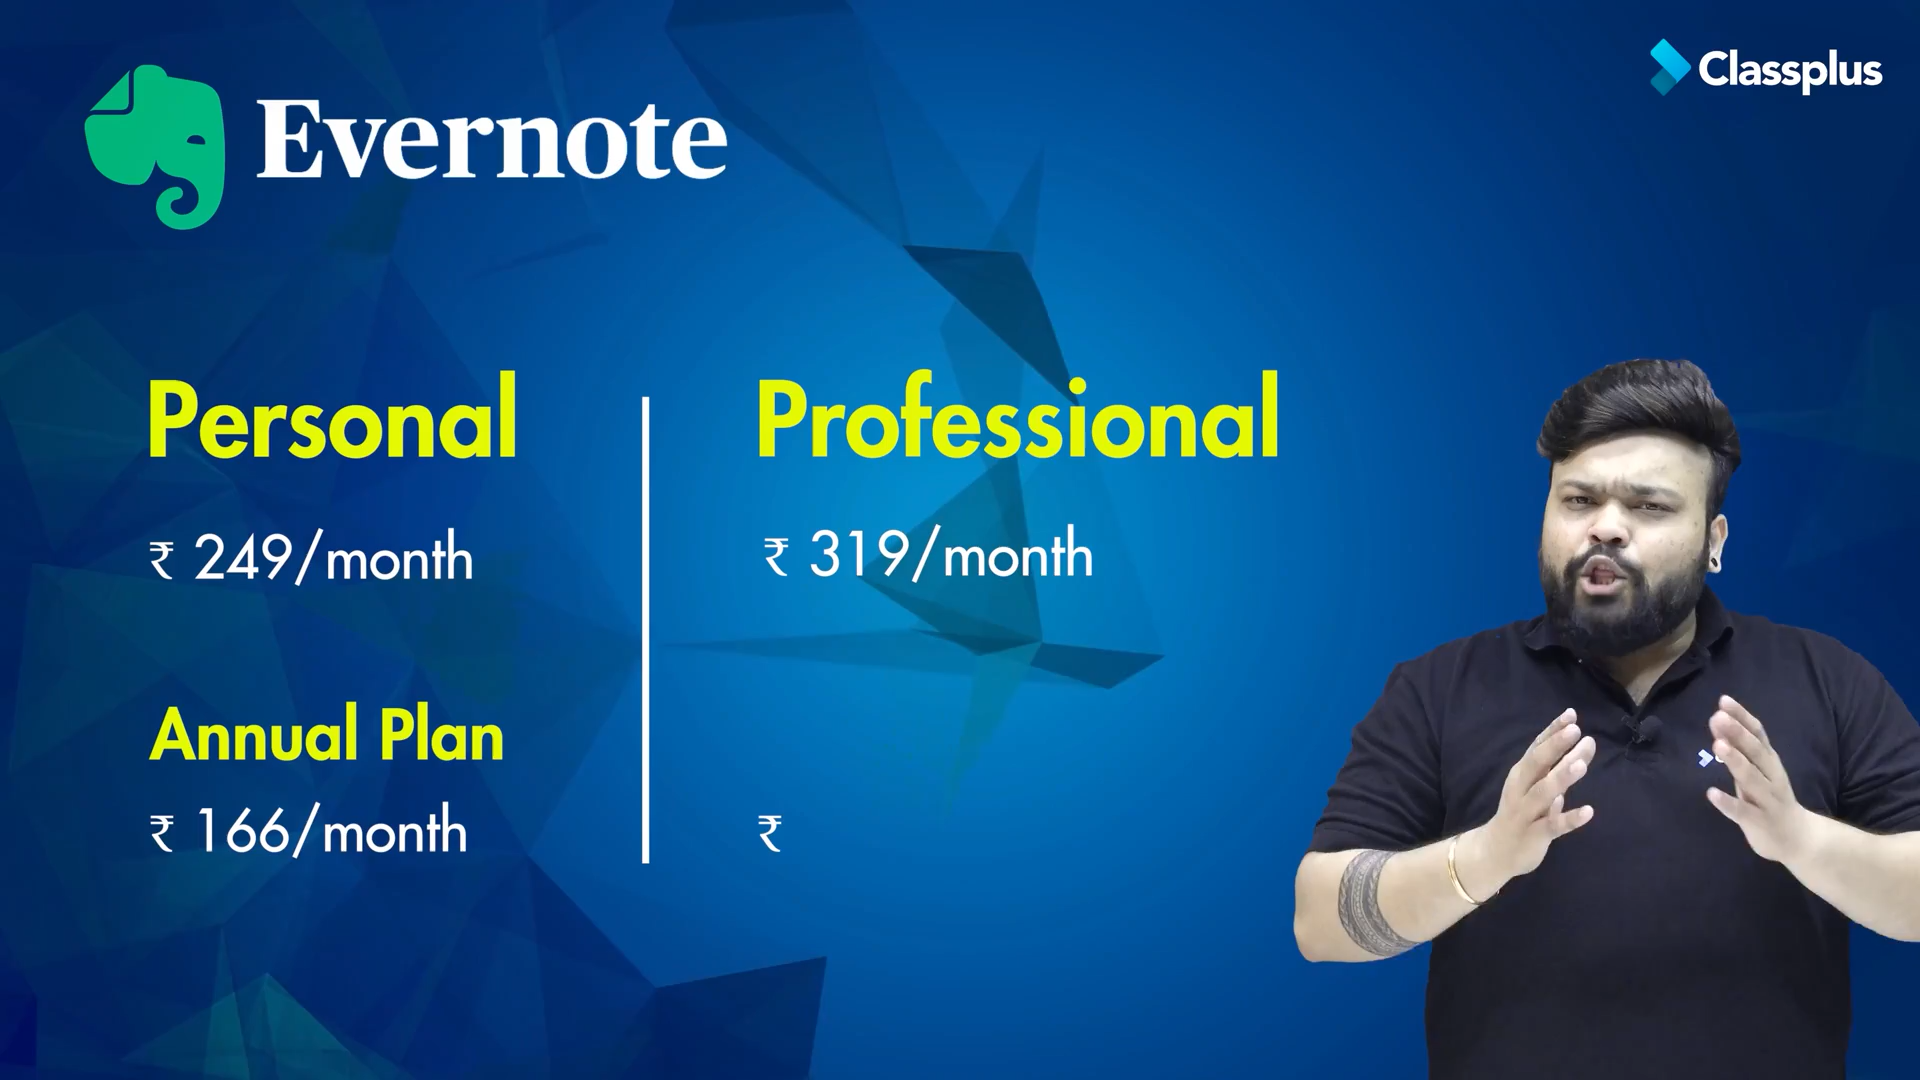 Evernote
Classplus
Personal
₹ 249/month
Annual Plan
₹ 166/month
Professional
₹ 319/month
₹